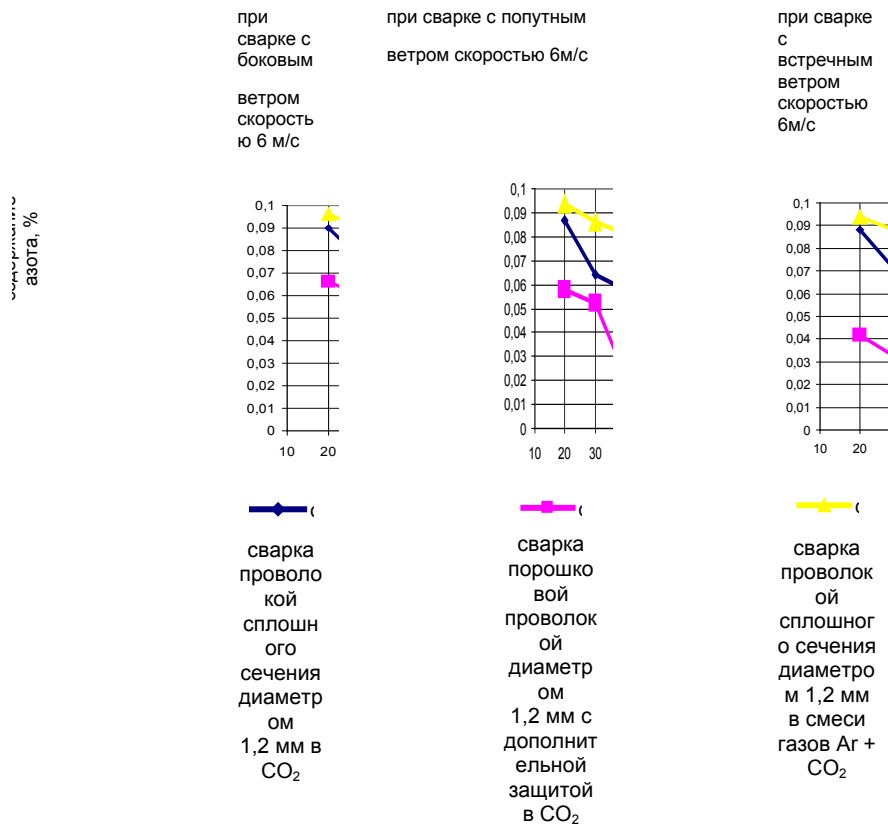 при
сварке с
боковым
ветром
скорость
ю 6 м/с
при сварке с попутным
ветром скоростью 6м/с
при сварке
с
встречным
ветром
скоростью
6м/с
азота, %
0,1
0,09
0,08
0,07
0,06
0,05
0,04
0,03
0,02
0,01
0
10 20
0,1
0,09
0,08
0,07
0,06
0,05
0,04
0,03
0,02
0,01
0
10 20 30
0,1
0,09
0,08
0,07
0,06
0,05
0,04
0,03
0,02
0,01
0
10 20
сварка
проволо
кой
сплошн
ого
сечения
диаметр
ом
1,2 мм в
CO₂
сварка
порошко
вой
проволок
ой
диаметр
ом
1,2 мм с
дополнит
ельной
защитой
в CO₂
сварка
проволок
ой
сплошног
о сечения
диаметро
м 1,2 мм
в смеси
газов Ar +
CO₂